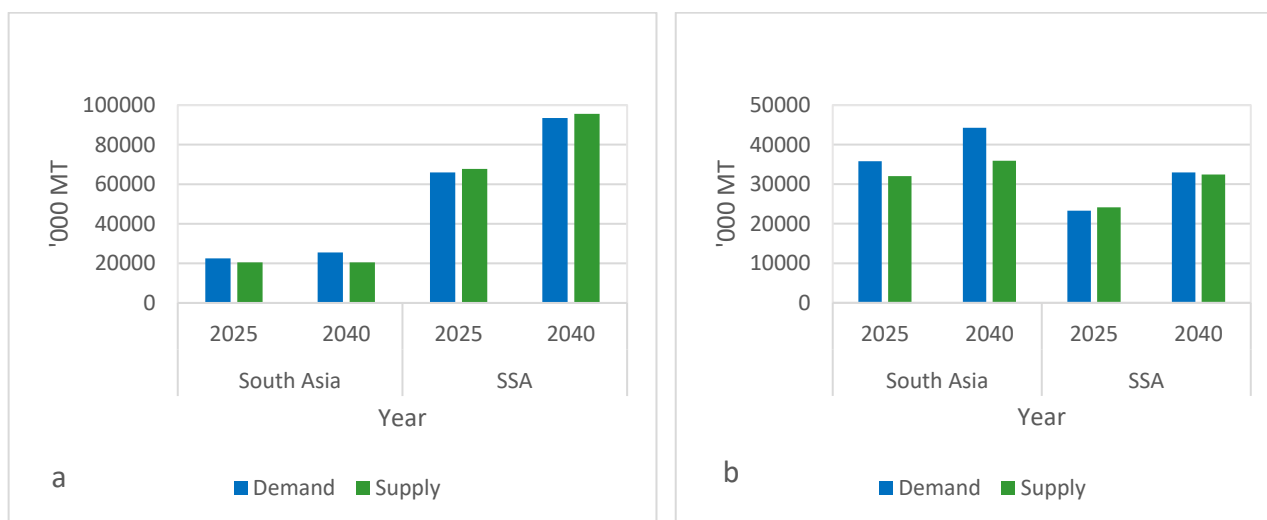 100000
80000
60000
40000
20000
0
'000 MT
2025 2040 2025 2040
South Asia SSA
Year
a
Demand Supply
50000
40000
30000
20000
10000
0
'000 MT
2025 2040 2025 2040
South Asia SSA
Year
b
Demand Supply